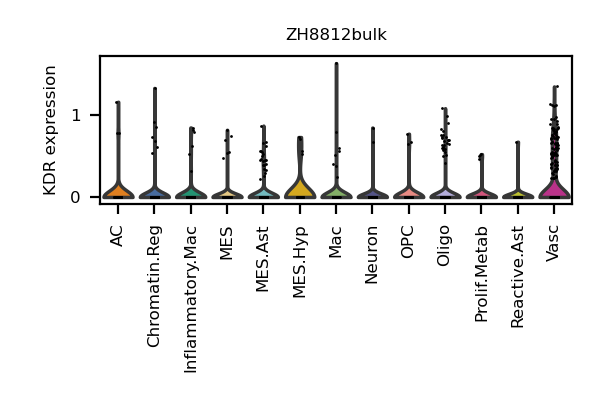 ZH8812bulk
KDR expression
1
0
AC
Chromatin.Reg
Inflammatory.Mac
MES
MES.Ast
MES.Hyp
Mac
Neuron
OPC
Oligo
Prolif.Metab
Reactive.Ast
Vasc